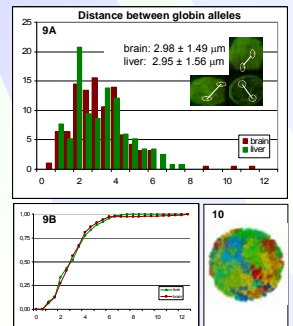 Distance between globin alleles
9A
25
20
15
10
5
0
brain: 2.98 ± 1.49 µm
liver: 2.95 ± 1.56 µm
brain
liver
0 2 4 6 8 10 12
9B
1,00
0,75
0,50
0,25
0,00
liver
brain
0 2 4 6 8 10 12
10